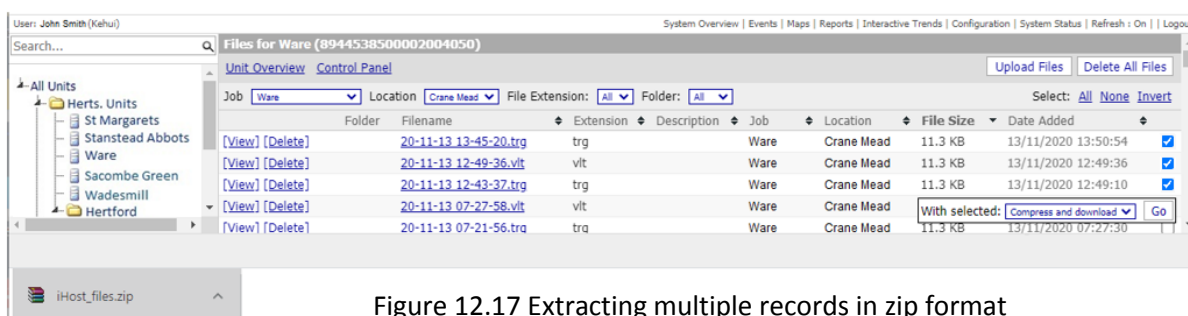 User: John Smith (Kehui) System Overview | Events | Maps | Reports | Interactive Trends | Configuration | System Status | Refresh : On | | Logou
Search... Files for Ware (8944538500002004050)
Unit Overview Control Panel Upload Files Delete All Files
All Units
Job Ware Location Crane Mead File Extension: All Folder: All Select: All None Invert
Herts. Units
St Margarets
Stanstead Abbots
Ware
Sacombe Green
Wadesmill
Hertford
Folder Filename Extension Description Job Location File Size Date Added
[View] [Delete] 20-11-13 13-45-20.trg trg Ware Crane Mead 11.3 KB 13/11/2020 13:50:54
[View] [Delete] 20-11-13 12-49-36.vlt vlt Ware Crane Mead 11.3 KB 13/11/2020 12:49:36
[View] [Delete] 20-11-13 12-43-37.trg trg Ware Crane Mead 11.3 KB 13/11/2020 12:49:10
[View] [Delete] 20-11-13 07-27-58.vlt vlt Ware Crane Mead
With selected: Compress and download Go
[View] [Delete] 20-11-13 07-21-56.trg trg Ware Crane Mead 11.3 KB 13/11/2020 07:27:30
iHost_files.zip
Figure 12.17 Extracting multiple records in zip format